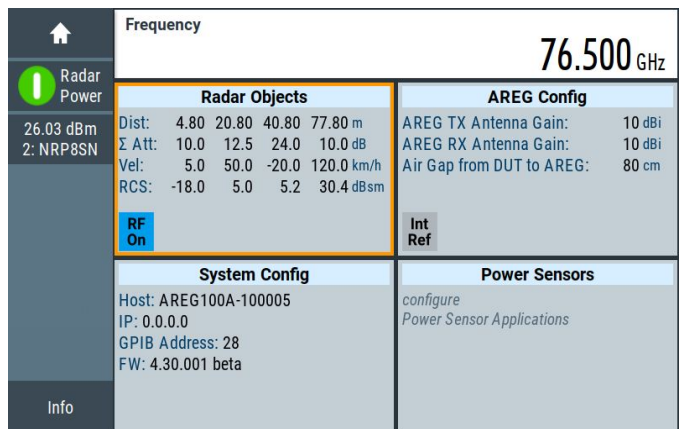 Frequency
76.500 GHz
Radar
Power
26.03 dBm
2: NRP8SN
Info
Radar Objects
Dist: 4.80 20.80 40.80 77.80 m
Σ Att: 10.0 12.5 24.0 10.0 dB
Vel: 5.0 50.0 -20.0 120.0 km/h
RCS: -18.0 5.0 5.2 30.4 dBsm
RF
On
AREG Config
AREG TX Antenna Gain: 10 dBi
AREG RX Antenna Gain: 10 dBi
Air Gap from DUT to AREG: 80 cm
Int
Ref
System Config
Host: AREG100A-100005
IP: 0.0.0.0
GPIB Address: 28
FW: 4.30.001 beta
Power Sensors
configure
Power Sensor Applications